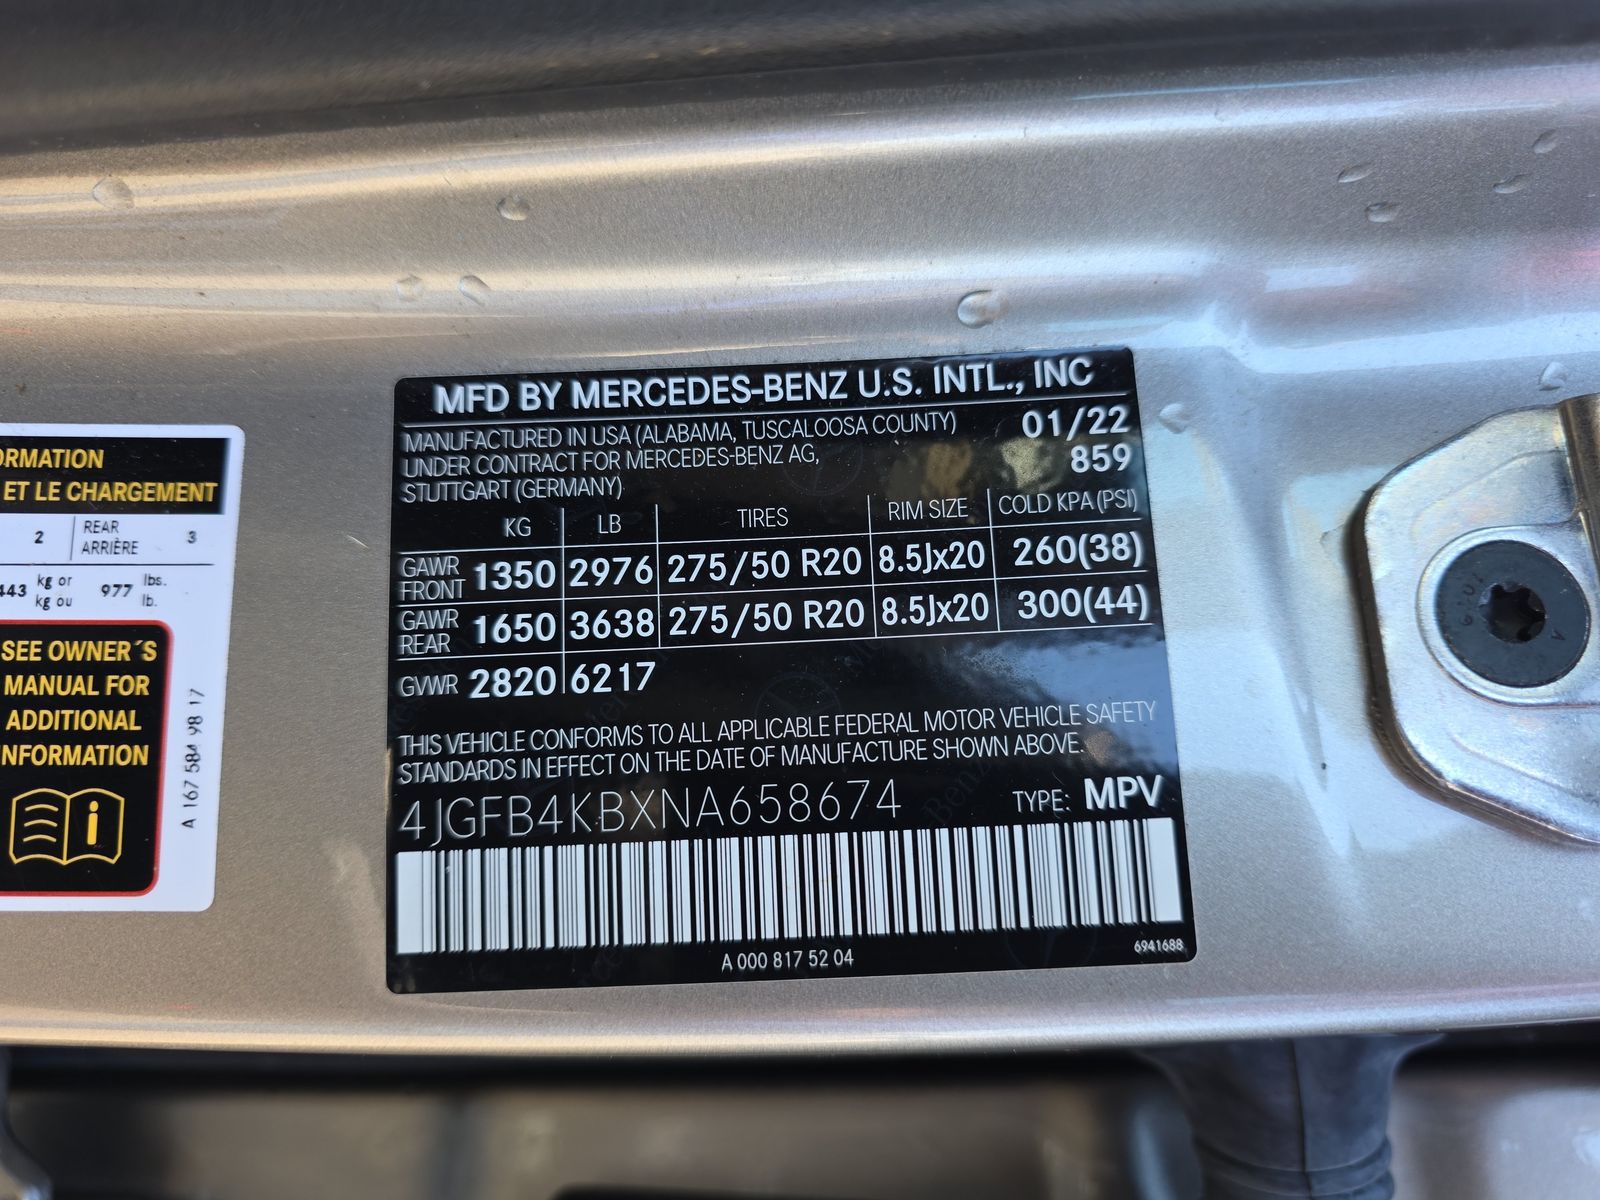 ORMATION
ET LE CHARGEMENT
2 REAR ARRIÈRE 3
443 kg or kg ou 977 lbs. lb.
SEE OWNER´S
MANUAL FOR
ADDITIONAL
INFORMATION
i
A 167 584 98 17
MFD BY MERCEDES-BENZ U.S. INTL., INC
MANUFACTURED IN USA (ALABAMA, TUSCALOOSA COUNTY) 01/22
UNDER CONTRACT FOR MERCEDES-BENZ AG, 859
STUTTGART (GERMANY)
KG LB TIRES RIM SIZE COLD KPA (PSI)
GAWR FRONT 1350 2976 275/50 R20 8.5Jx20 260(38)
GAWR REAR 1650 3638 275/50 R20 8.5Jx20 300(44)
GVWR 2820 6217
THIS VEHICLE CONFORMS TO ALL APPLICABLE FEDERAL MOTOR VEHICLE SAFETY
STANDARDS IN EFFECT ON THE DATE OF MANUFACTURE SHOWN ABOVE.
4JGFB4KBXNA658674 TYPE: MPV
A 000 817 52 04
6941688